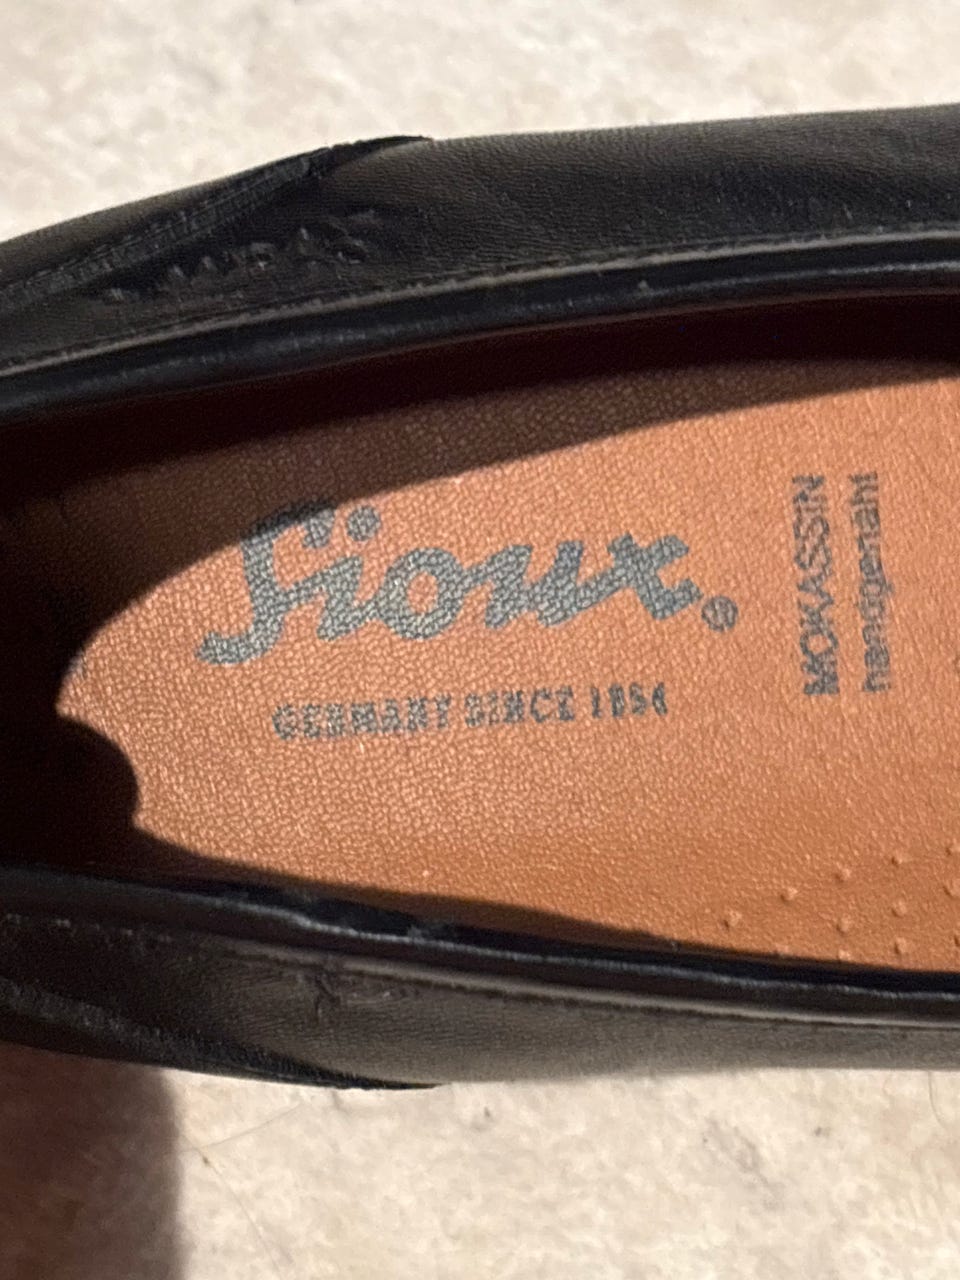 Sioux®
GERMANY SINCE 1954
MOKASSIN
handgenäht